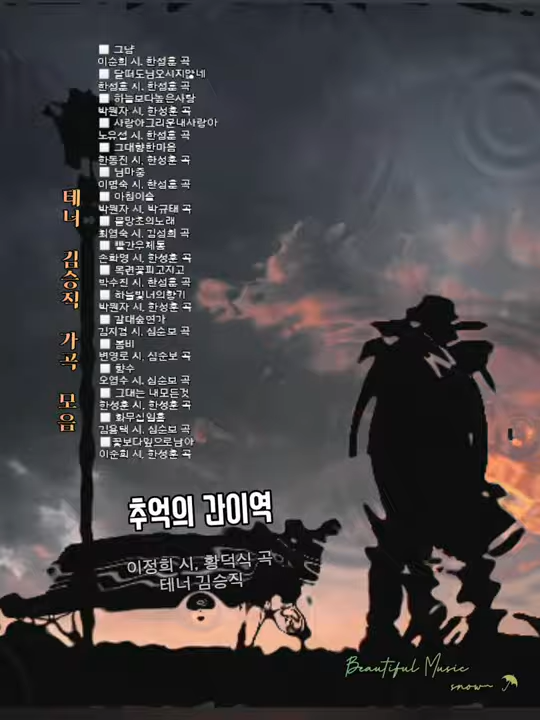 그냥
이순희 시. 한성훈 곡
달떠도님오시지않네
한성훈 시. 한성훈 곡
하늘보다높은사랑
박원자 시, 한성훈 곡
사랑아그리운내사랑아
노유섭 시. 한성훈 곡
그대향한마음
한동진 시, 한성훈 곡
님마중
이명숙 시. 한성훈 곡
아침이슬
박원자 시, 박규태 곡
물망초의노래
최영숙 시. 김성희 곡
빨간우체통
손화영 시, 한성훈 곡
목련꽃피고지고
박수진 시, 한성훈 곡
하늘빛너의향기
박원자 시, 한성훈 곡
갈대숲연가
김지겸 시, 심순보 곡
봄비
변영로 시, 심순보 곡
향수
오영수 시, 심순보 곡
그대는 내모든것
한성훈 시, 한성훈 곡
화무십일홍
김용택 시, 심순보 곡
꽃보다잎으로남아
이순희 시, 한성훈 곡
테너 김승직 가곡 모음
추억의 간이역
이정희 시, 황덕식 곡
테너 김승직
Beautiful Music
snow